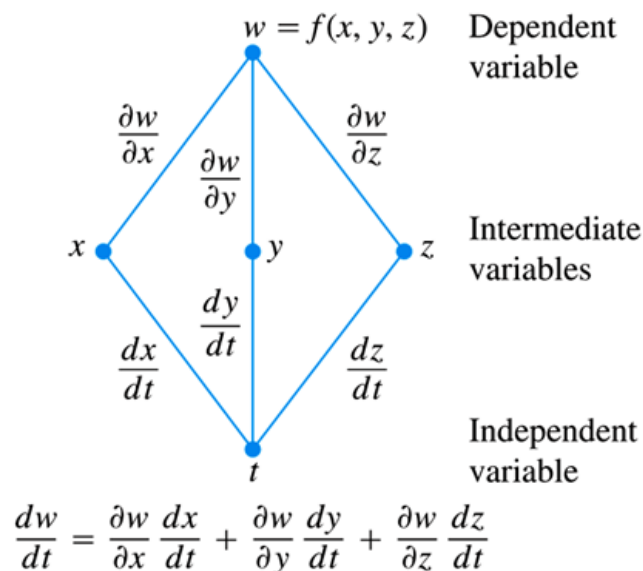 w = f(x, y, z) Dependent
variable
∂w/∂x ∂w/∂z
∂w/∂y
x y z Intermediate
variables
dy/dt
dx/dt dz/dt
Independent
t variable
dw/dt = ∂w/∂x dx/dt + ∂w/∂y dy/dt + ∂w/∂z dz/dt